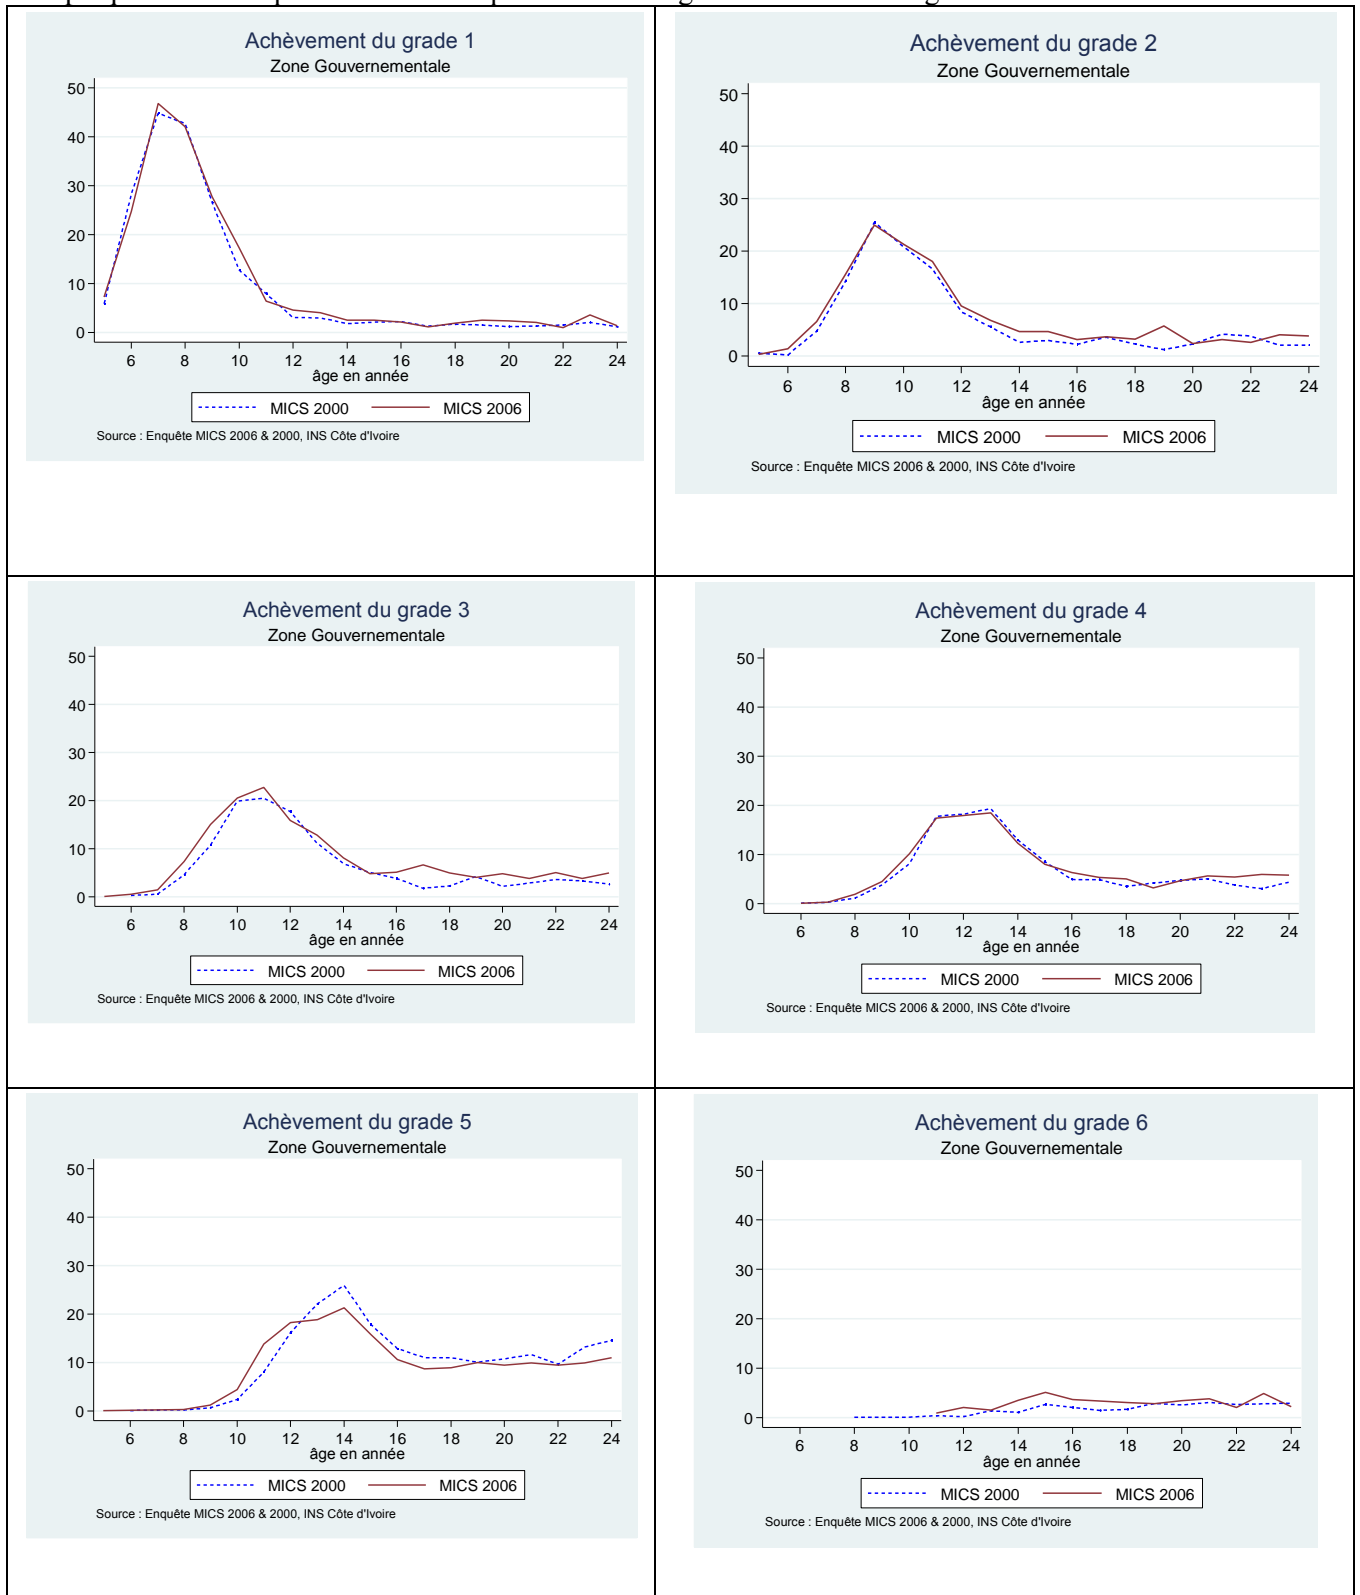 Achèvement du grade 1
Zone Gouvernementale
50
40
30
20
10
0
6 8 10 12 14 16 18 20 22 24
âge en année
MICS 2000 MICS 2006
Source : Enquête MICS 2006 & 2000, INS Côte d'Ivoire
Achèvement du grade 2
Zone Gouvernementale
50
40
30
20
10
0
6 8 10 12 14 16 18 20 22 24
âge en année
MICS 2000 MICS 2006
Source : Enquête MICS 2006 & 2000, INS Côte d'Ivoire
Achèvement du grade 3
Zone Gouvernementale
50
40
30
20
10
0
6 8 10 12 14 16 18 20 22 24
âge en année
MICS 2000 MICS 2006
Source : Enquête MICS 2006 & 2000, INS Côte d'Ivoire
Achèvement du grade 4
Zone Gouvernementale
50
40
30
20
10
0
6 8 10 12 14 16 18 20 22 24
âge en année
MICS 2000 MICS 2006
Source : Enquête MICS 2006 & 2000, INS Côte d'Ivoire
Achèvement du grade 5
Zone Gouvernementale
50
40
30
20
10
0
6 8 10 12 14 16 18 20 22 24
âge en année
MICS 2000 MICS 2006
Source : Enquête MICS 2006 & 2000, INS Côte d'Ivoire
Achèvement du grade 6
Zone Gouvernementale
50
40
30
20
10
0
6 8 10 12 14 16 18 20 22 24
âge en année
MICS 2000 MICS 2006
Source : Enquête MICS 2006 & 2000, INS Côte d'Ivoire